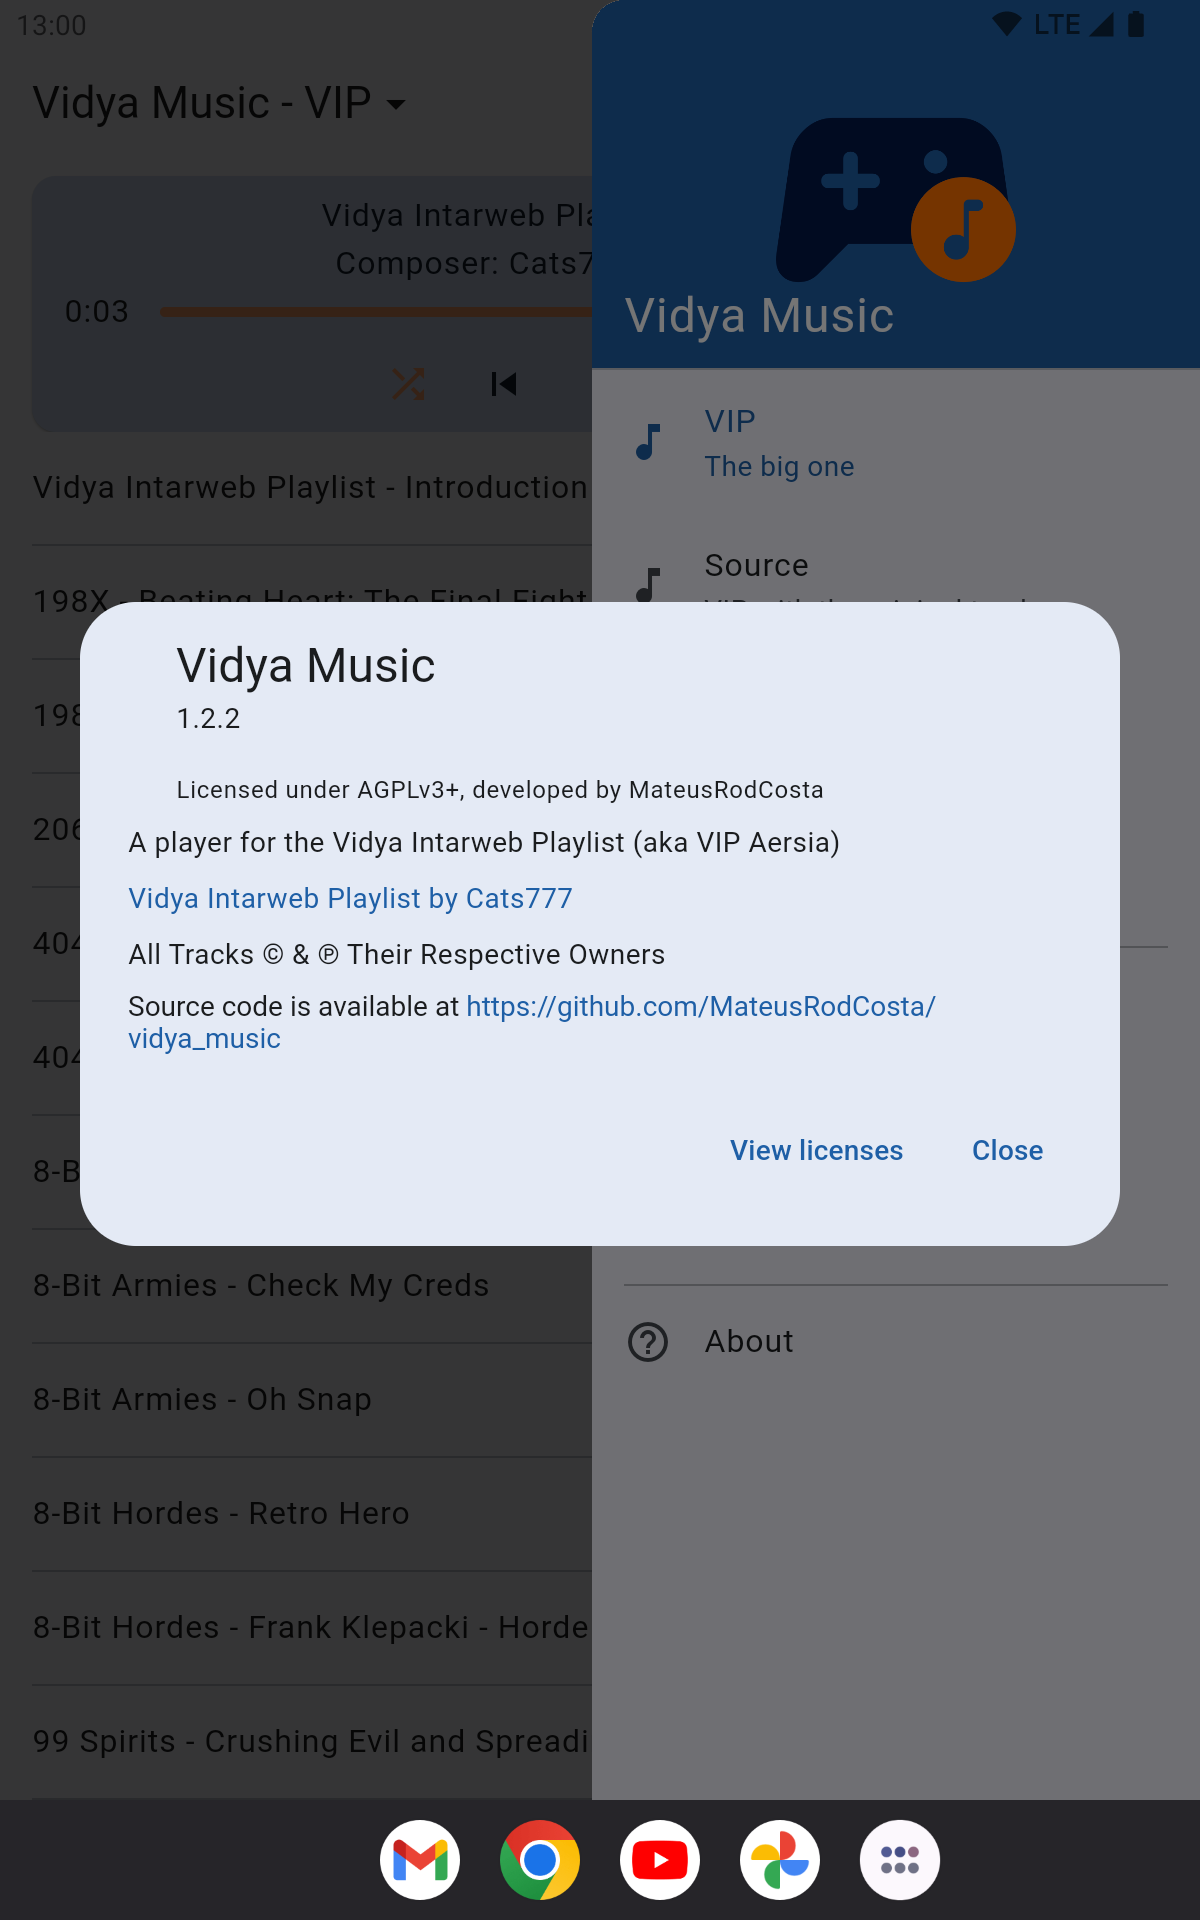 13:00
LTE
Vidya Music - VIP
Vidya Intarweb Pla
Composer: Cats7
0:03
Vidya Music
VIP
The big one
Vidya Intarweb Playlist - Introduction
Source
198X - Beating Heart: The Final Fight
Vidya Music
1.2.2
Licensed under AGPLv3+, developed by MateusRodCosta
A player for the Vidya Intarweb Playlist (aka VIP Aersia)
Vidya Intarweb Playlist by Cats777
All Tracks © & ℗ Their Respective Owners
Source code is available at https://github.com/MateusRodCosta/
vidya_music
View licenses
Close
198
206
404
404
8-B
8-Bit Armies - Check My Creds
About
8-Bit Armies - Oh Snap
8-Bit Hordes - Retro Hero
8-Bit Hordes - Frank Klepacki - Horde
99 Spirits - Crushing Evil and Spreadi